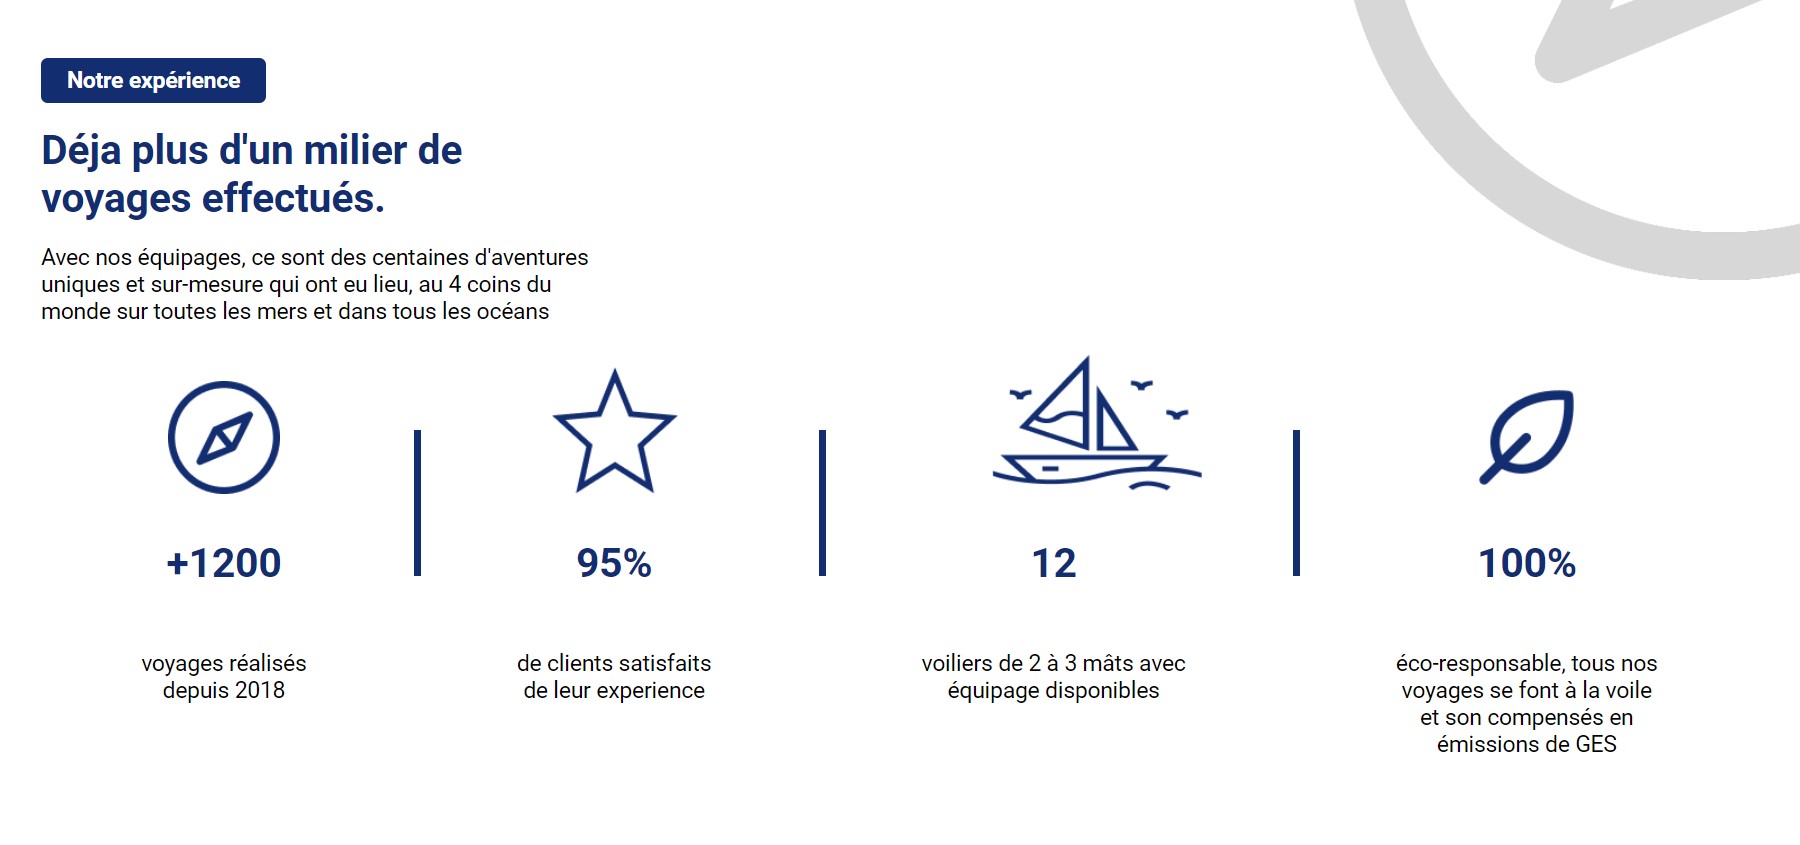 Notre expérience
Déja plus d'un milier de
voyages effectués.
Avec nos équipages, ce sont des centaines d'aventures
uniques et sur-mesure qui ont eu lieu, au 4 coins du
monde sur toutes les mers et dans tous les océans
+1200
voyages réalisés
depuis 2018
95%
de clients satisfaits
de leur experience
12
voiliers de 2 à 3 mâts avec
équipage disponibles
100%
éco-responsable, tous nos
voyages se font à la voile
et son compensés en
émissions de GES